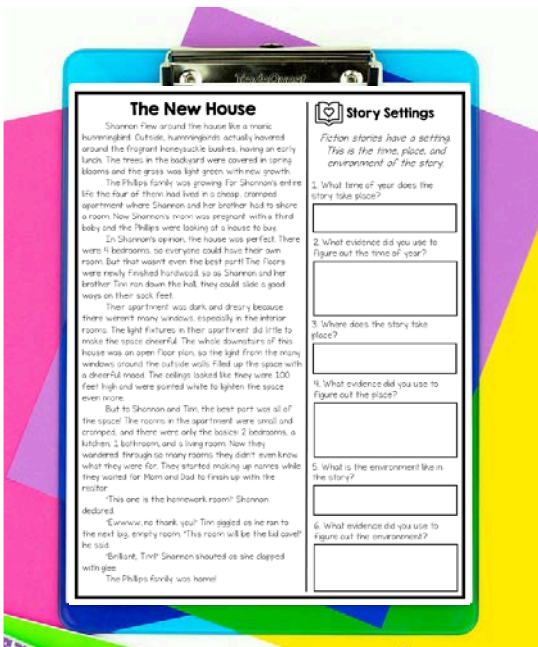 The New House
Shannon flew around the house like a manic
hummingbird. Outside, hummingbirds actually hovered
around the fragrant honeysuckle bushes, having an early
lunch. The trees in the backyard were covered in spring
blooms and the grass was light green with new growth.
The Phillips family was growing. For Shannon's entire
life the four of them had lived in a cheap, cramped
apartment where Shannon and her brother had to share
a room. Now Shannon's mom was pregnant with a third
baby and the Phillips were looking at a house to buy.
In Shannon's opinion, the house was perfect. There
were 4 bedrooms, so everyone could have their own
room. But that wasn't even the best part! The floors
were newly finished hardwood, so as Shannon and her
brother Tim ran down the hall, they could slide a good
ways on their sock feet.
Their apartment was dark and dreary because
there weren't many windows, especially in the interior
rooms. The light fixtures in their apartment did little to
make the space cheerful. The whole downstairs of this
house was an open floor plan, so the light from the many
windows around the outside walls filled up the space with
a cheerful mood. The ceilings looked like they were 100
feet high and were painted white to lighten the space
even more.
But to Shannon and Tim, the best part was all of
the space! The rooms in the apartment were small and
cramped, and there were only the basics: 2 bedrooms, a
kitchen, 1 bathroom, and a living room. Now they
wandered through so many rooms they didn't even know
what they were for. They started making up names while
they waited for Mom and Dad to finish up with the
realtor.
"This one is the homework room!" Shannon
declared.
"Ewwww, no thank you!" Tim giggled as he ran to
the next big, empty room. "This room will be the kid cave!"
he said.
"Brilliant, Tim!" Shannon shouted as she clapped
with glee.
The Phillips family was home!
Story Settings
Fiction stories have a setting.
This is the time, place, and
environment of the story.
1. What time of year does the
story take place?
2. What evidence did you use to
figure out the time of year?
3. Where does the story take
place?
4. What evidence did you use to
figure out the place?
5. What is the environment like in
the story?
6. What evidence did you use to
figure out the environment?